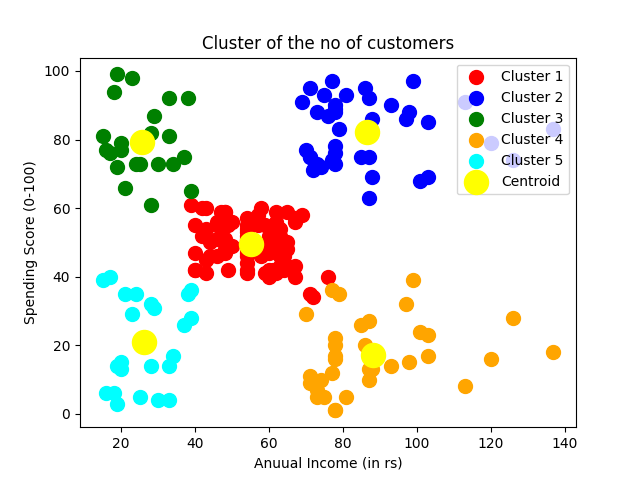 Cluster of the no of customers
Spending Score (0-100)
100
80
60
40
20
0
Cluster 1
Cluster 2
Cluster 3
Cluster 4
Cluster 5
Centroid
20 40 60 80 100 120 140
Anuual Income (in rs)